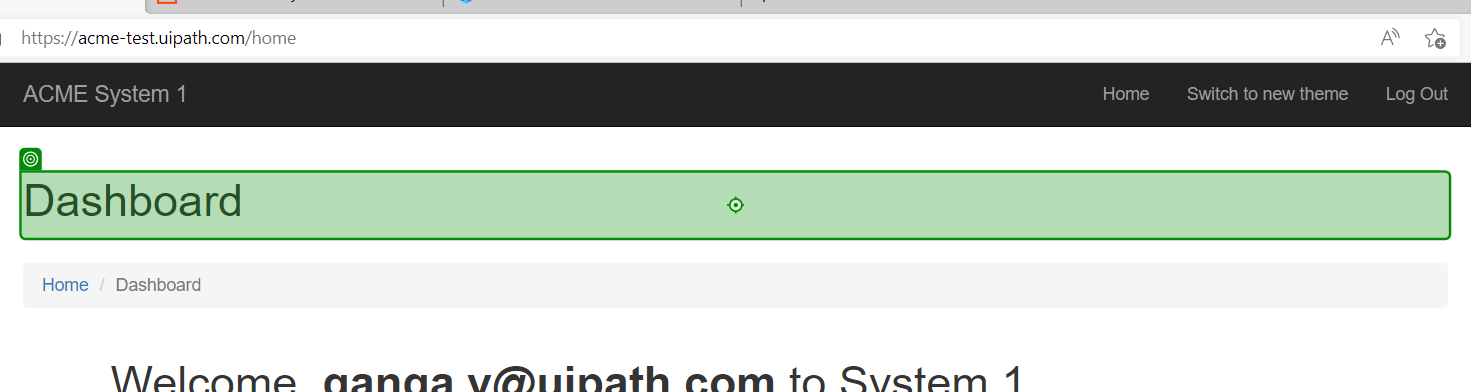 https://acme-test.uipath.com/home
ACME System 1 Home Switch to new theme Log Out
Dashboard
Home / Dashboard
Welcome, ganga.v@uipath.com to System 1